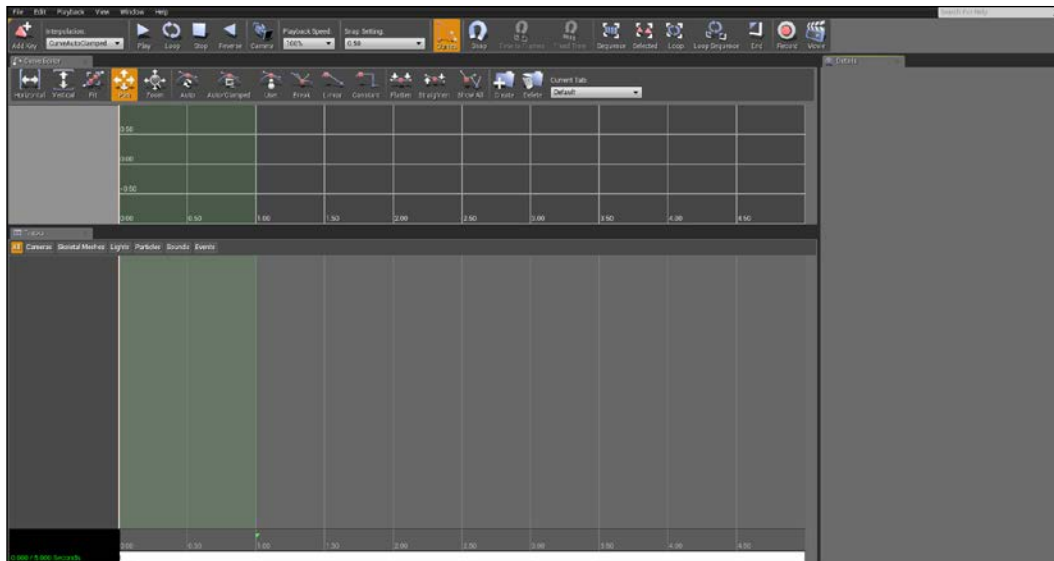 File Edit Playback View Window Help
Search For Help
Interpolation:
CurveAutoClamped
Playback Speed
100%
Snap Setting
0.50
Add Key Play Loop Stop Reverse Camera Snap Sequence Selected Loop Loop Sequence End Record Movie
Curve Editor
Details
Horizontal Vertical Fit Pan Zoom Auto Auto/Clamped User Break Linear Constant Flatten Straighten Show All Create Delete
Current Tab:
Default
0.50
0.00
-0.50
0.00 0.50 1.00 1.50 2.00 2.50 3.00 3.50 4.00 4.50
Tracks
All Cameras Skeletal Meshes Lights Particles Sounds Events
0.00 0.50 1.00 1.50 2.00 2.50 3.00 3.50 4.00 4.50
0.000 / 5.000 Seconds